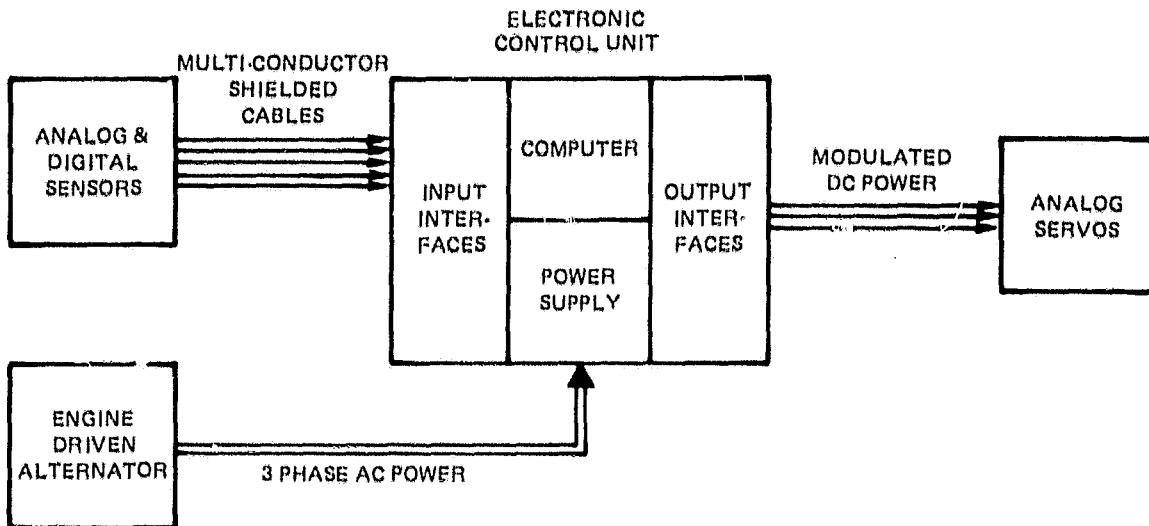 ELECTRONIC
CONTROL UNIT
MULTI-CONDUCTOR
SHIELDED
CABLES
ANALOG &
DIGITAL
SENSORS
INPUT
INTER-
FACES
COMPUTER
POWER
SUPPLY
OUTPUT
INTER-
FACES
MODULATED
DC POWER
ANALOG
SERVOS
ENGINE
DRIVEN
ALTERNATOR
3 PHASE AC POWER